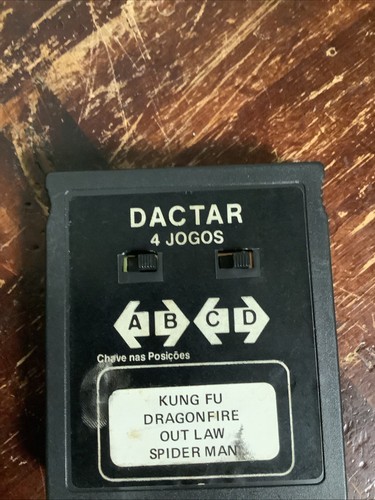 DACTAR
4 JOGOS
A B C D
Chave nas Posições
KUNG FU
DRAGONFIRE
OUT LAW
SPIDER MAN